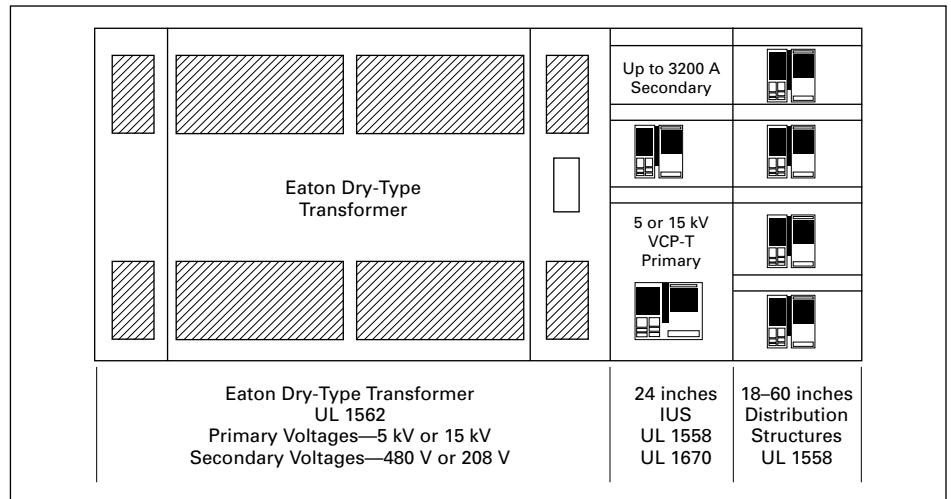 Up to 3200 A
Secondary
Eaton Dry-Type
Transformer
5 or 15 kV
VCP-T
Primary
Eaton Dry-Type Transformer
UL 1562
Primary Voltages—5 kV or 15 kV
Secondary Voltages—480 V or 208 V
24 inches
IUS
UL 1558
UL 1670
18–60 inches
Distribution
Structures
UL 1558